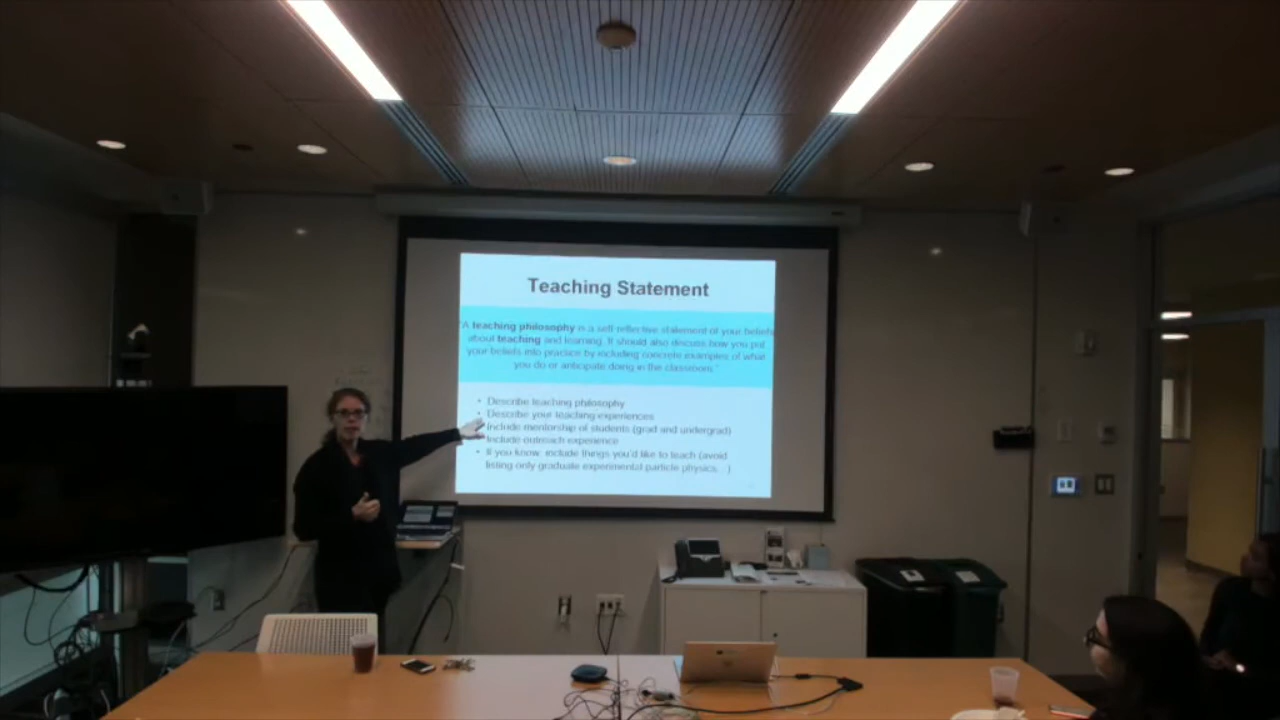 Teaching Statement
"A teaching philosophy is a self-reflective statement of your beliefs
about teaching and learning. It should also discuss how you put
your beliefs into practice by including concrete examples of what
you do or anticipate doing in the classroom."
• Describe teaching philosophy
• Describe your teaching experiences
Include mentorship of students (grad and undergrad)
Include outreach experience
• If you know, include things you'd like to teach (avoid
listing only graduate experimental particle physics...)